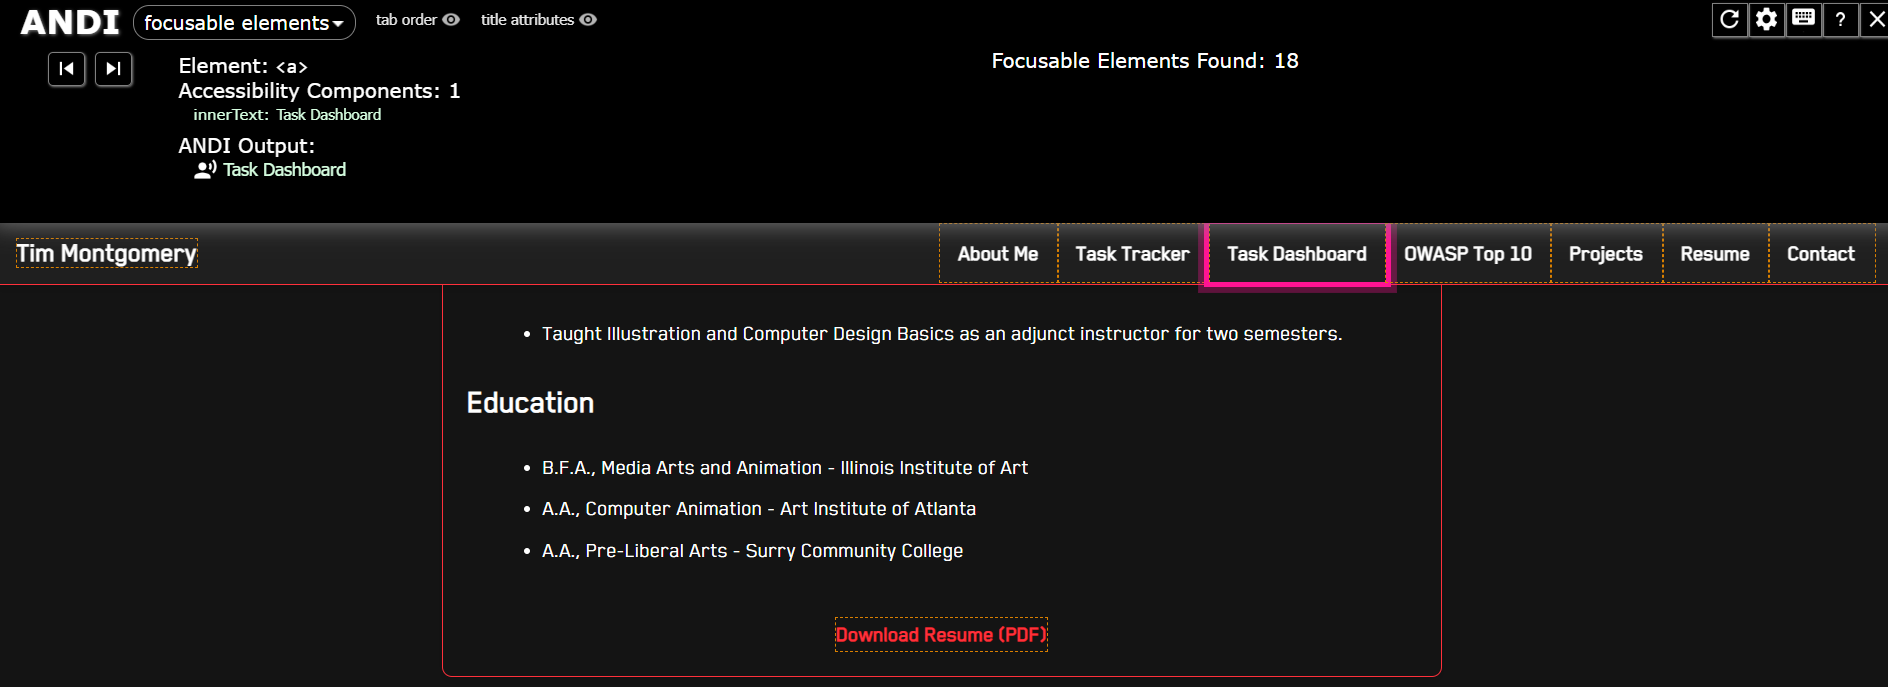 ANDI focusable elements tab order title attributes ?
Element: <a>
Focusable Elements Found: 18
Accessibility Components: 1
innerText: Task Dashboard
ANDI Output:
Task Dashboard
Tim Montgomery About Me Task Tracker Task Dashboard OWASP Top 10 Projects Resume Contact
• Taught Illustration and Computer Design Basics as an adjunct instructor for two semesters.
Education
• B.F.A., Media Arts and Animation - Illinois Institute of Art
• A.A., Computer Animation - Art Institute of Atlanta
• A.A., Pre-Liberal Arts - Surry Community College
Download Resume (PDF)